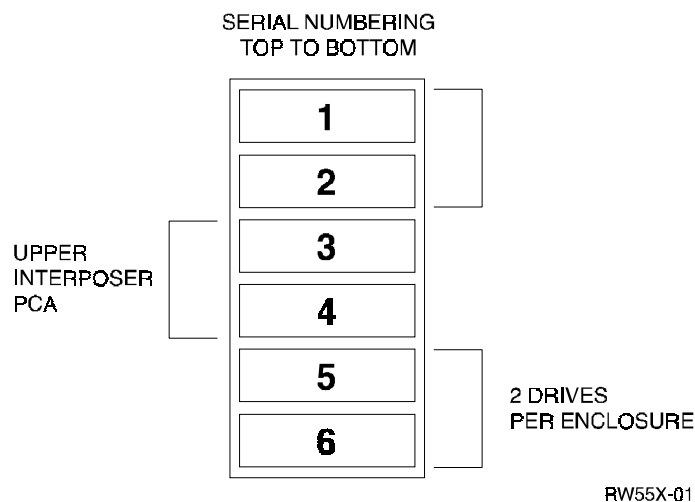 SERIAL NUMBERING
TOP TO BOTTOM
1
2
UPPER
INTERPOSER
PCA
3
4
5
6
2 DRIVES
PER ENCLOSURE
RW55X-01